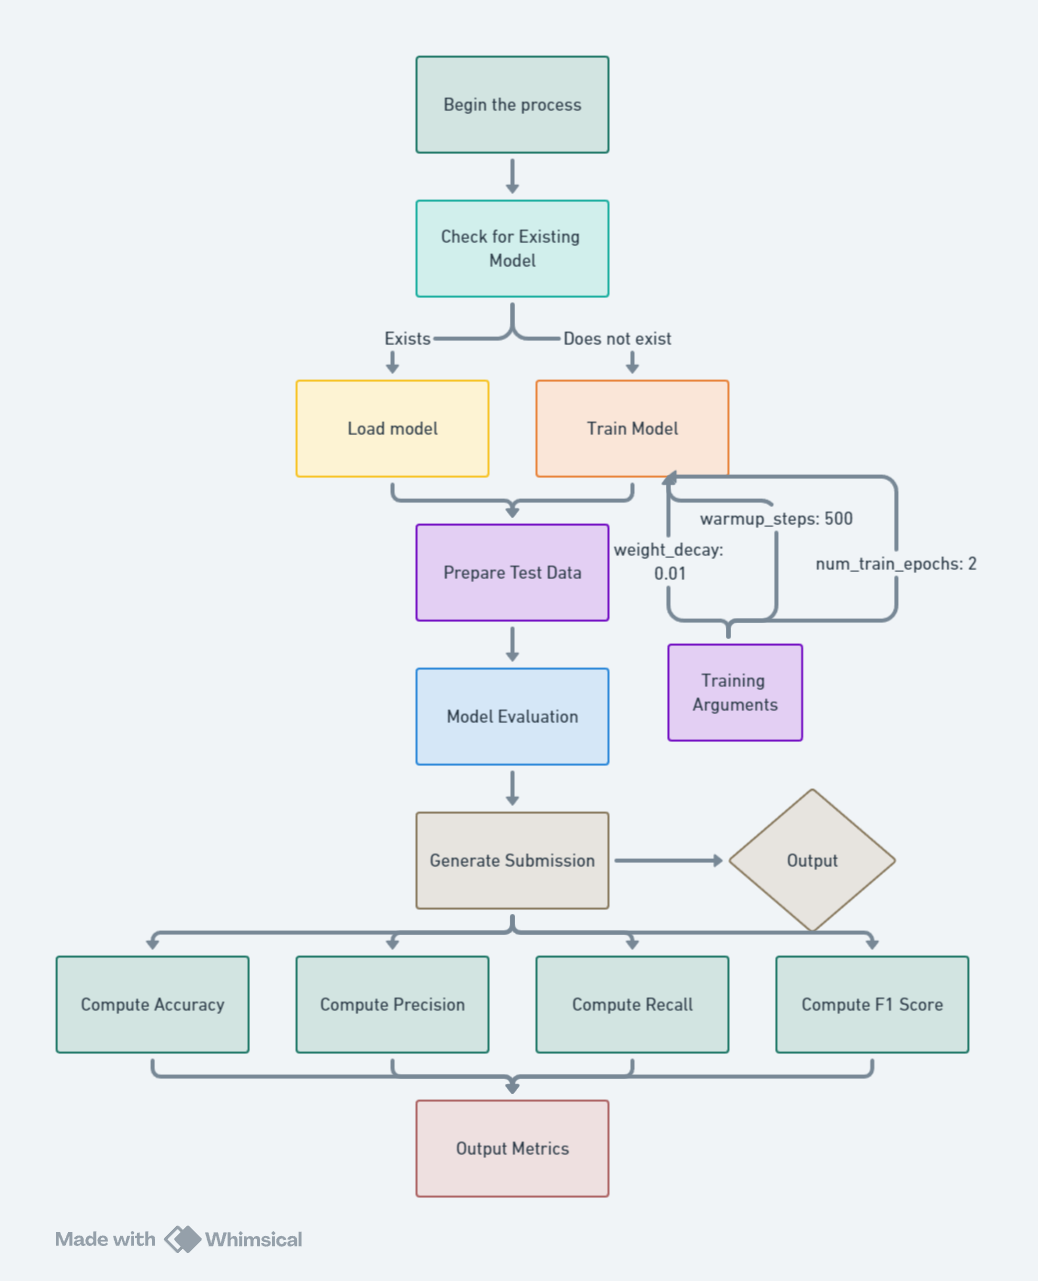 Begin the process
Check for Existing
Model
Exists
Does not exist
Load model
Train Model
warmup_steps: 500
weight_decay:
0.01
num_train_epochs: 2
Prepare Test Data
Training
Arguments
Model Evaluation
Generate Submission
Output
Compute Accuracy
Compute Precision
Compute Recall
Compute F1 Score
Output Metrics
Made with Whimsical